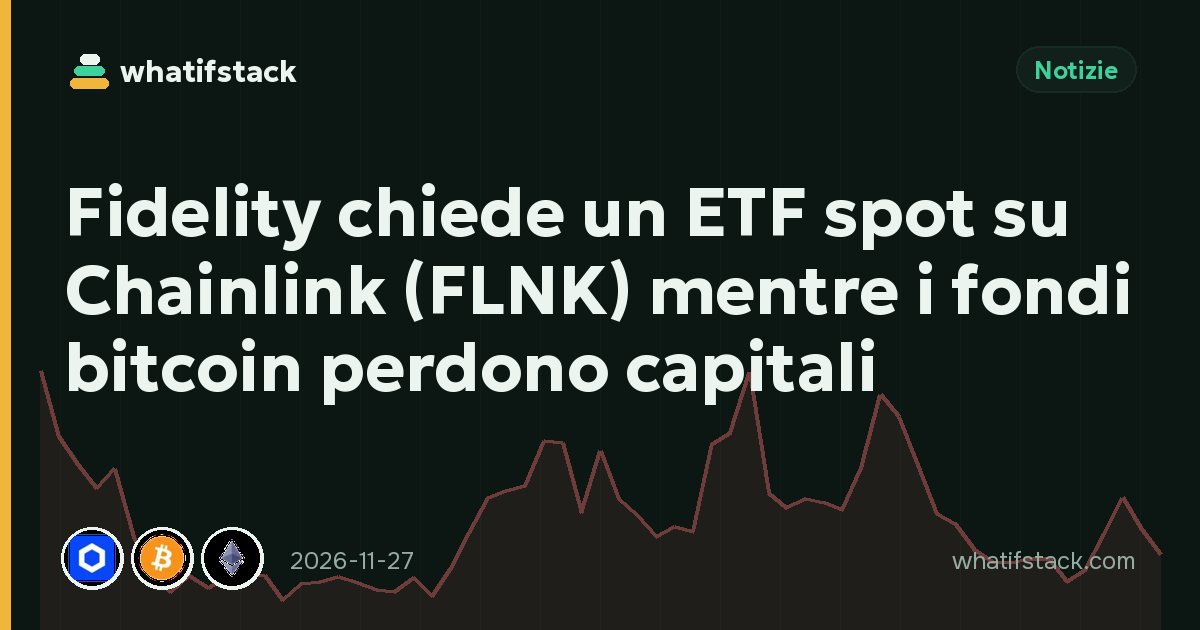 whatifstack
Notizie
Fidelity chiede un ETF spot su
Chainlink (FLNK) mentre i fondi
bitcoin perdono capitali
2026-11-27
whatifstack.com